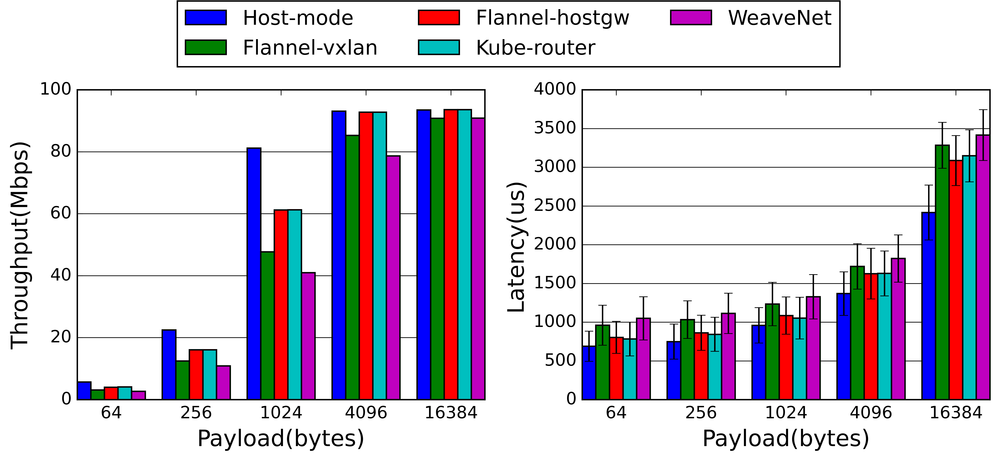 Host-mode Flannel-hostgw WeaveNet
Flannel-vxlan Kube-router
Throughput(Mbps)
100
80
60
40
20
0
64 256 1024 4096 16384
Payload(bytes)
Latency(us)
4000
3500
3000
2500
2000
1500
1000
500
0
64 256 1024 4096 16384
Payload(bytes)